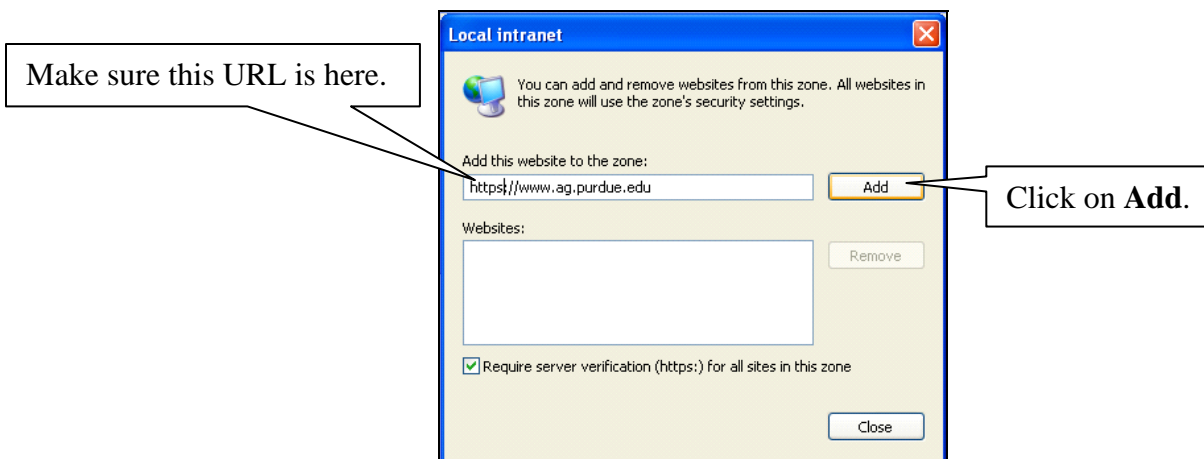 Local intranet
Make sure this URL is here.
You can add and remove websites from this zone. All websites in
this zone will use the zone's security settings.
Add this website to the zone:
https://www.ag.purdue.edu
Add
Click on Add.
Websites:
Remove
Require server verification (https:) for all sites in this zone
Close